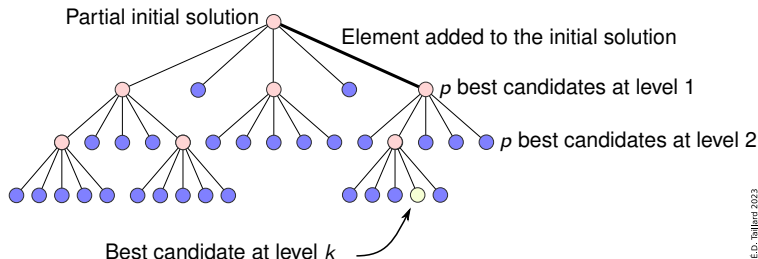 Partial initial solution
Element added to the initial solution
p best candidates at level 1
p best candidates at level 2
Best candidate at level k
É.D. Taillard 2023